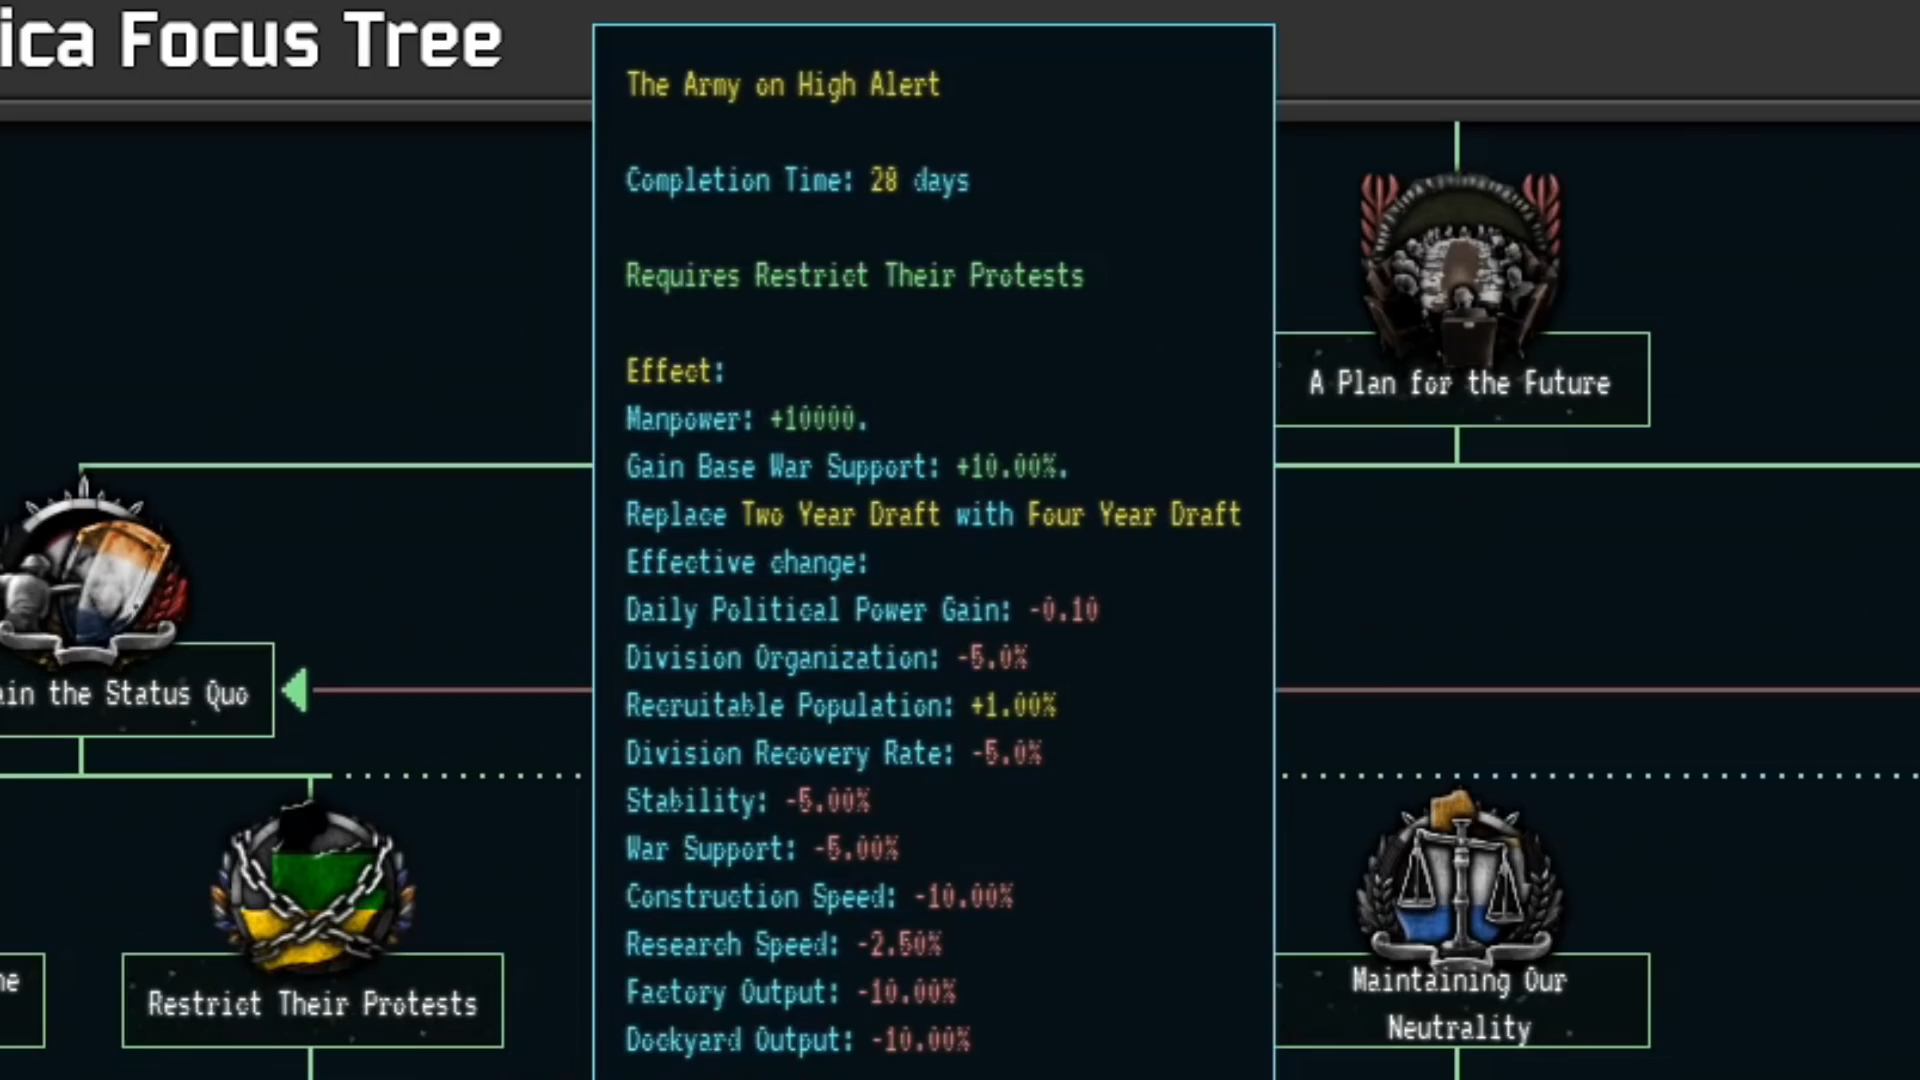 ica Focus Tree
The Army on High Alert
Completion Time: 28 days
Requires Restrict Their Protests
Effect:
Manpower: +10000.
Gain Base War Support: +10.00%.
Replace Two Year Draft with Four Year Draft
Effective change:
Daily Political Power Gain: -0.10
Division Organization: -5.0%
Recruitable Population: +1.00%
Division Recovery Rate: -5.0%
Stability: -5.00%
War Support: -5.00%
Construction Speed: -10.00%
Research Speed: -2.50%
Factory Output: -10.00%
Dockyard Output: -10.00%
A Plan for the Future
ain the Status Quo
ne
Restrict Their Protests
Maintaining Our
Neutrality